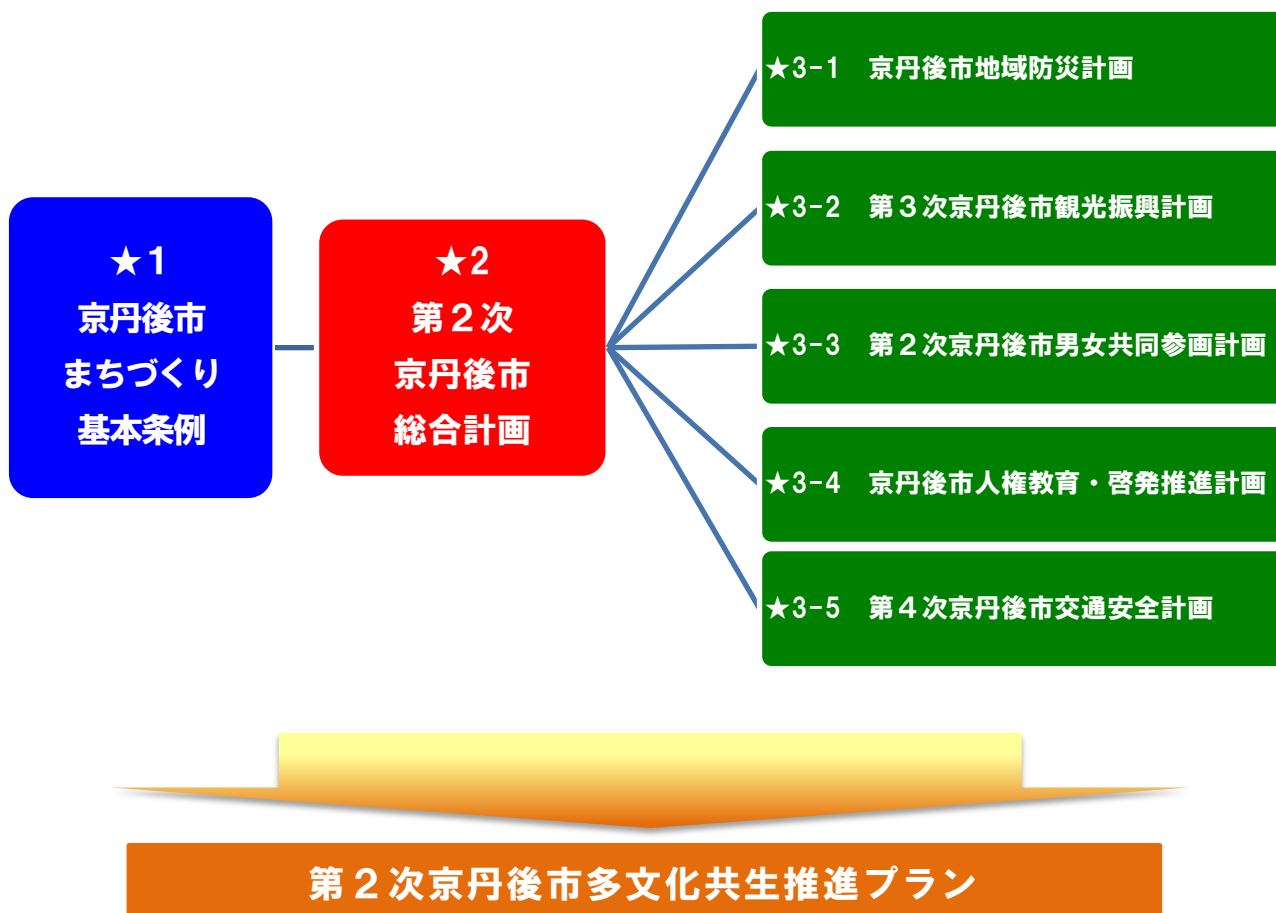 ★1
京丹後市
まちづくり
基本条例
★2
第２次
京丹後市
総合計画
★3-1　京丹後市地域防災計画
★3-2　第３次京丹後市観光振興計画
★3-3　第２次京丹後市男女共同参画計画
★3-4　京丹後市人権教育・啓発推進計画
★3-5　第４次京丹後市交通安全計画
第２次京丹後市多文化共生推進プラン